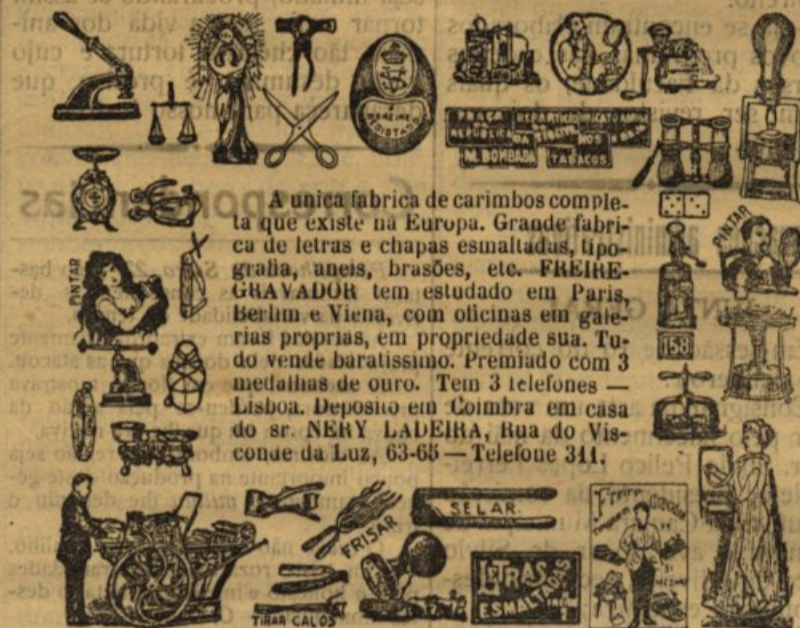 FREIRE
GRAVADOR
PRAÇA
REPUBLICA
M. BOMBADA
TABACOS
A unica fabrica de carimbos comple-
ta que existe na Europa. Grande fabri-
ca de letras e chapas esmaltadas, tipo-
grafia, aneis, brasões, etc. FREIRE-
GRAVADOR tem estudado em Paris,
Berlim e Viena, com oficinas em gale-
rias proprias, em propriedade sua. Tu-
do vende baratissimo. Premiado com 3
medalhas de ouro. Tem 3 telefones —
Lisboa. Deposito em Coimbra em casa
do sr. NERY LADEIRA, Rua do Vis-
conde da Luz, 63-65 — Telefone 311.
PINTAR
PINTAR
158
FRISAR
SELAR.
TIRAR CALOS
LETRAS
ESMALTADAS